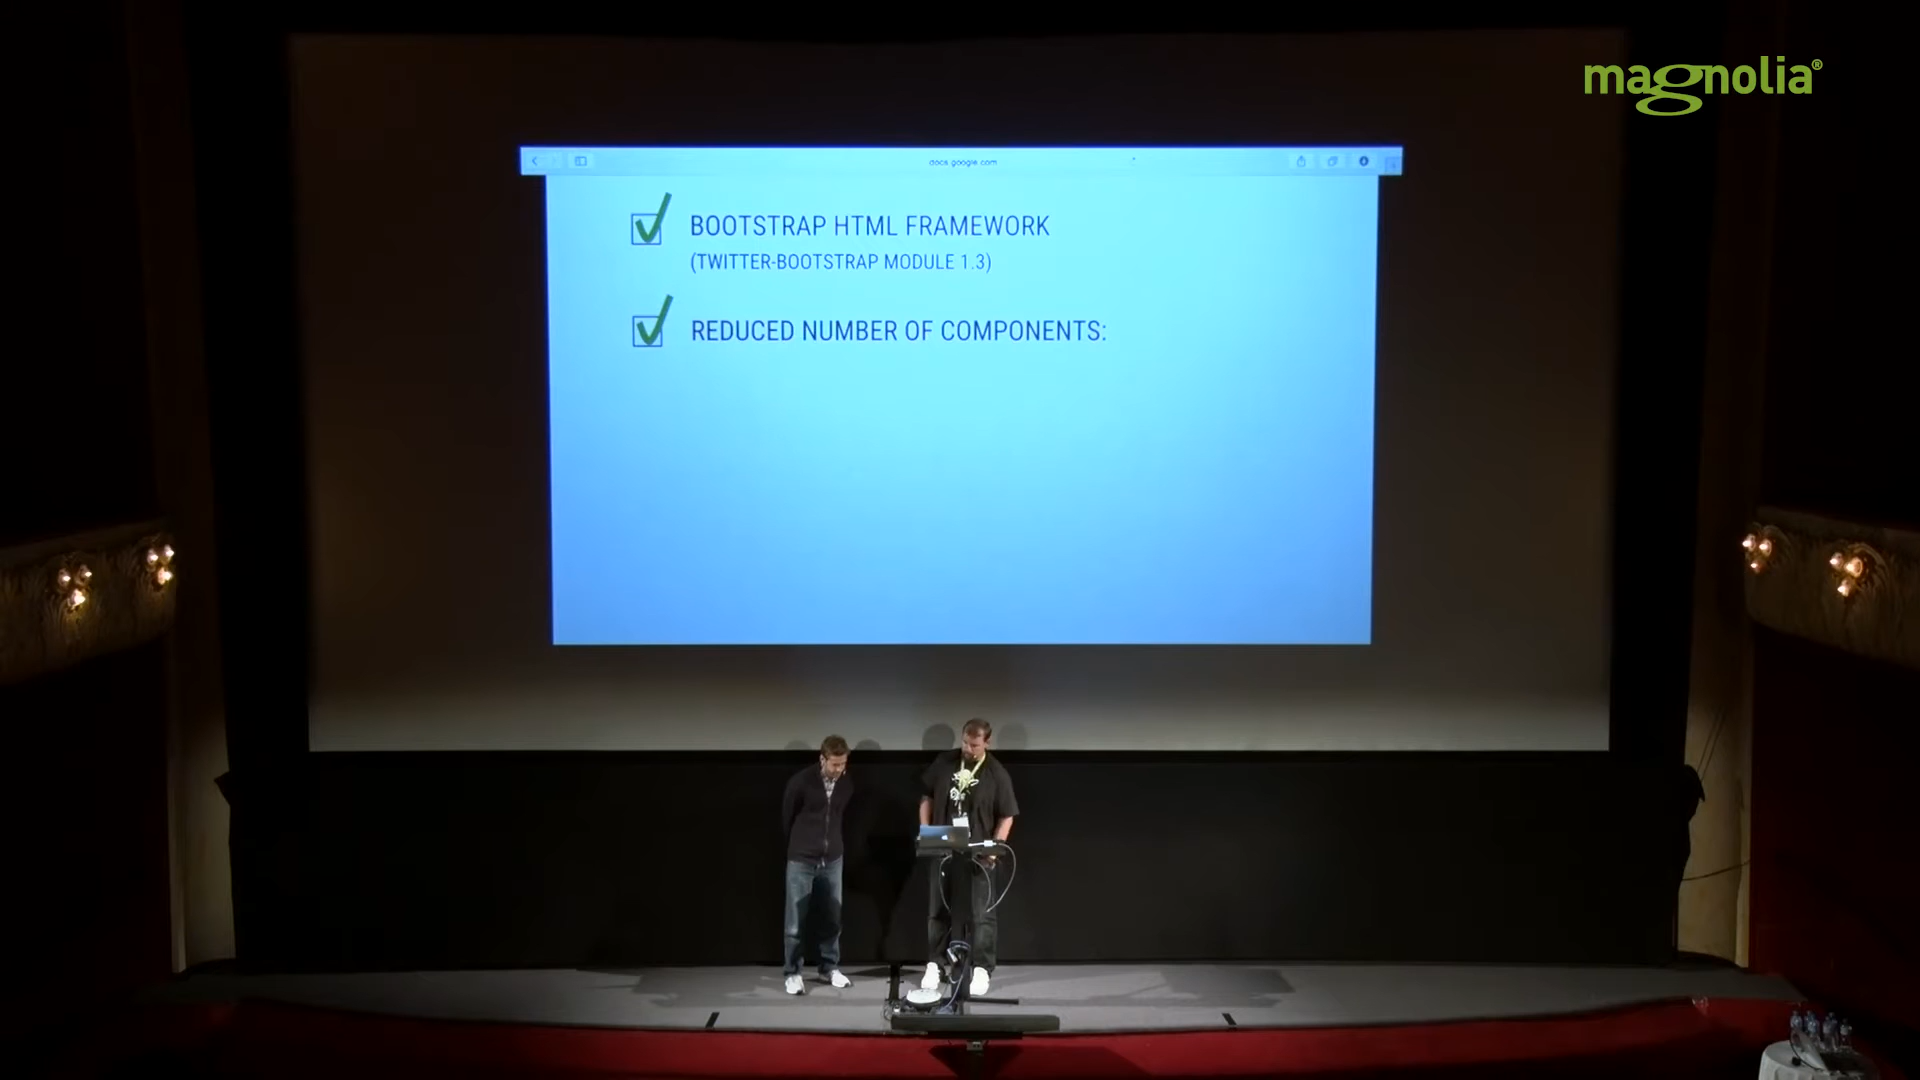 magnolia®
docs.google.com
BOOTSTRAP HTML FRAMEWORK
(TWITTER-BOOTSTRAP MODULE 1.3)
REDUCED NUMBER OF COMPONENTS: